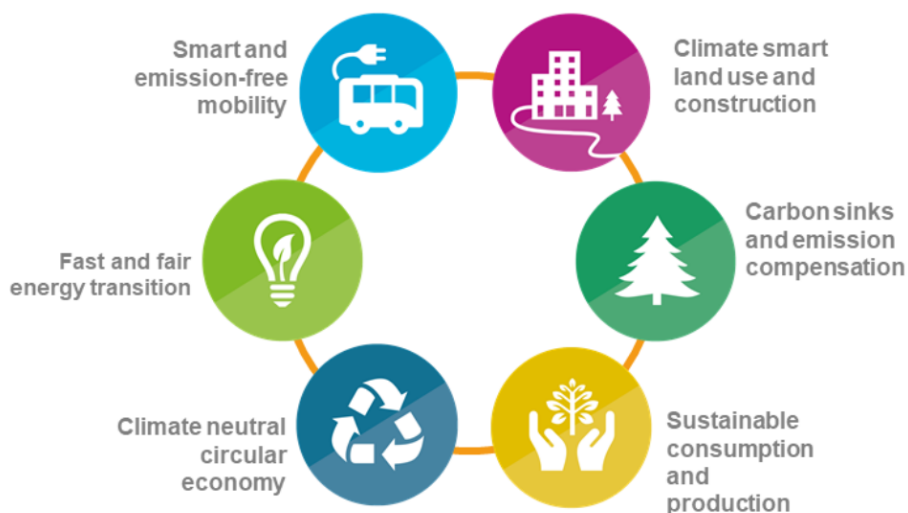 Smart and
emission-free
mobility
Climate smart
land use and
construction
Carbon sinks
and emission
compensation
Sustainable
consumption
and
production
Climate neutral
circular
economy
Fast and fair
energy transition